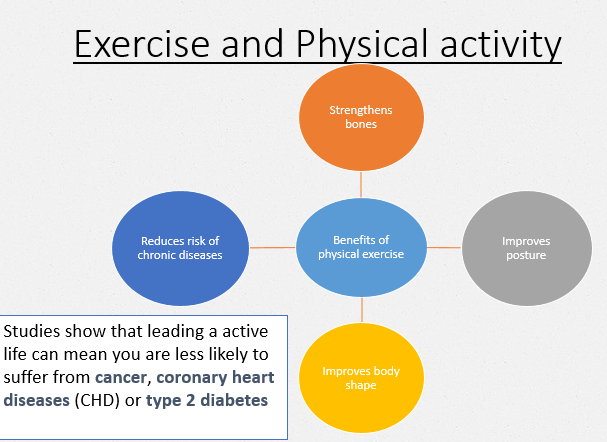 Exercise and Physical activity
Strengthens
bones
Reduces risk of
chronic diseases
Benefits of
physical exercise
Improves
posture
Improves body
shape
Studies show that leading a active
life can mean you are less likely to
suffer from cancer, coronary heart
diseases (CHD) or type 2 diabetes